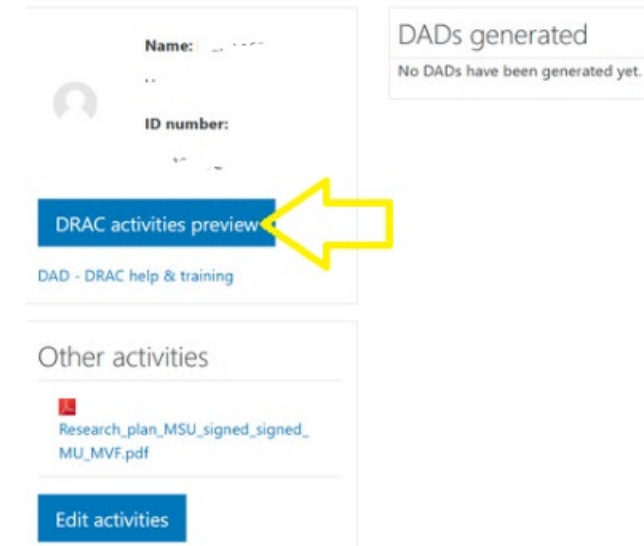 Name:
ID number:
DRAC activities preview
DAD - DRAC help & training
Other activities
Research_plan_MSU_signed_signed_
MU_MVF.pdf
Edit activities
DADs generated
No DADs have been generated yet.